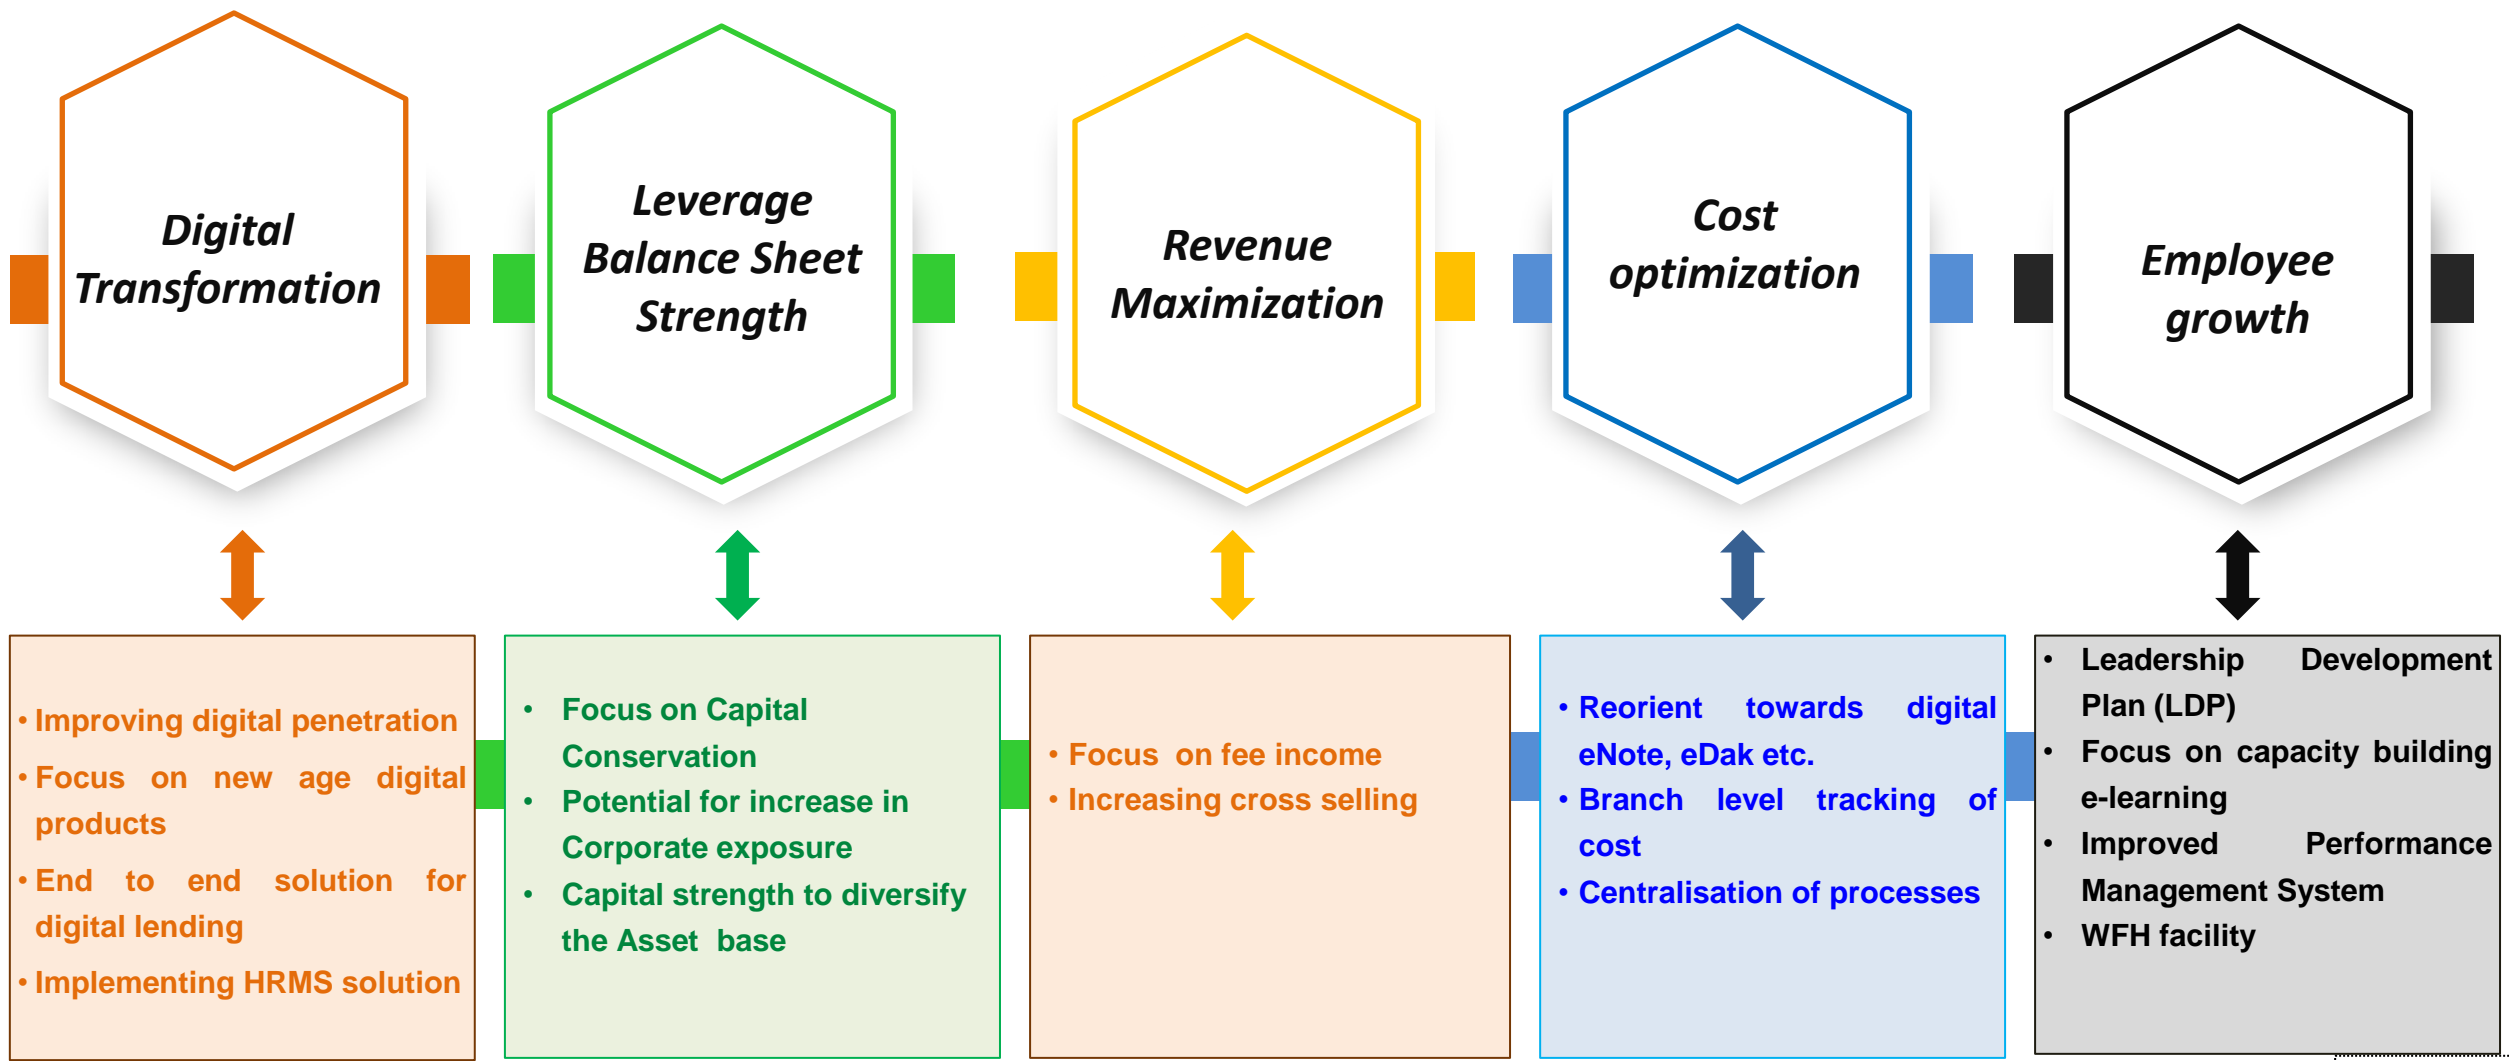 Digital
Transformation
Leverage
Balance Sheet
Strength
Revenue
Maximization
Cost
optimization
Employee
growth
• Improving digital penetration
• Focus on new age digital
products
• End to end solution for
digital lending
• Implementing HRMS solution
• Focus on Capital
Conservation
• Potential for increase in
Corporate exposure
• Capital strength to diversify
the Asset base
• Focus on fee income
• Increasing cross selling
• Reorient towards digital
eNote, eDak etc.
• Branch level tracking of
cost
• Centralisation of processes
• Leadership Development
Plan (LDP)
• Focus on capacity building
e-learning
• Improved Performance
Management System
• WFH facility